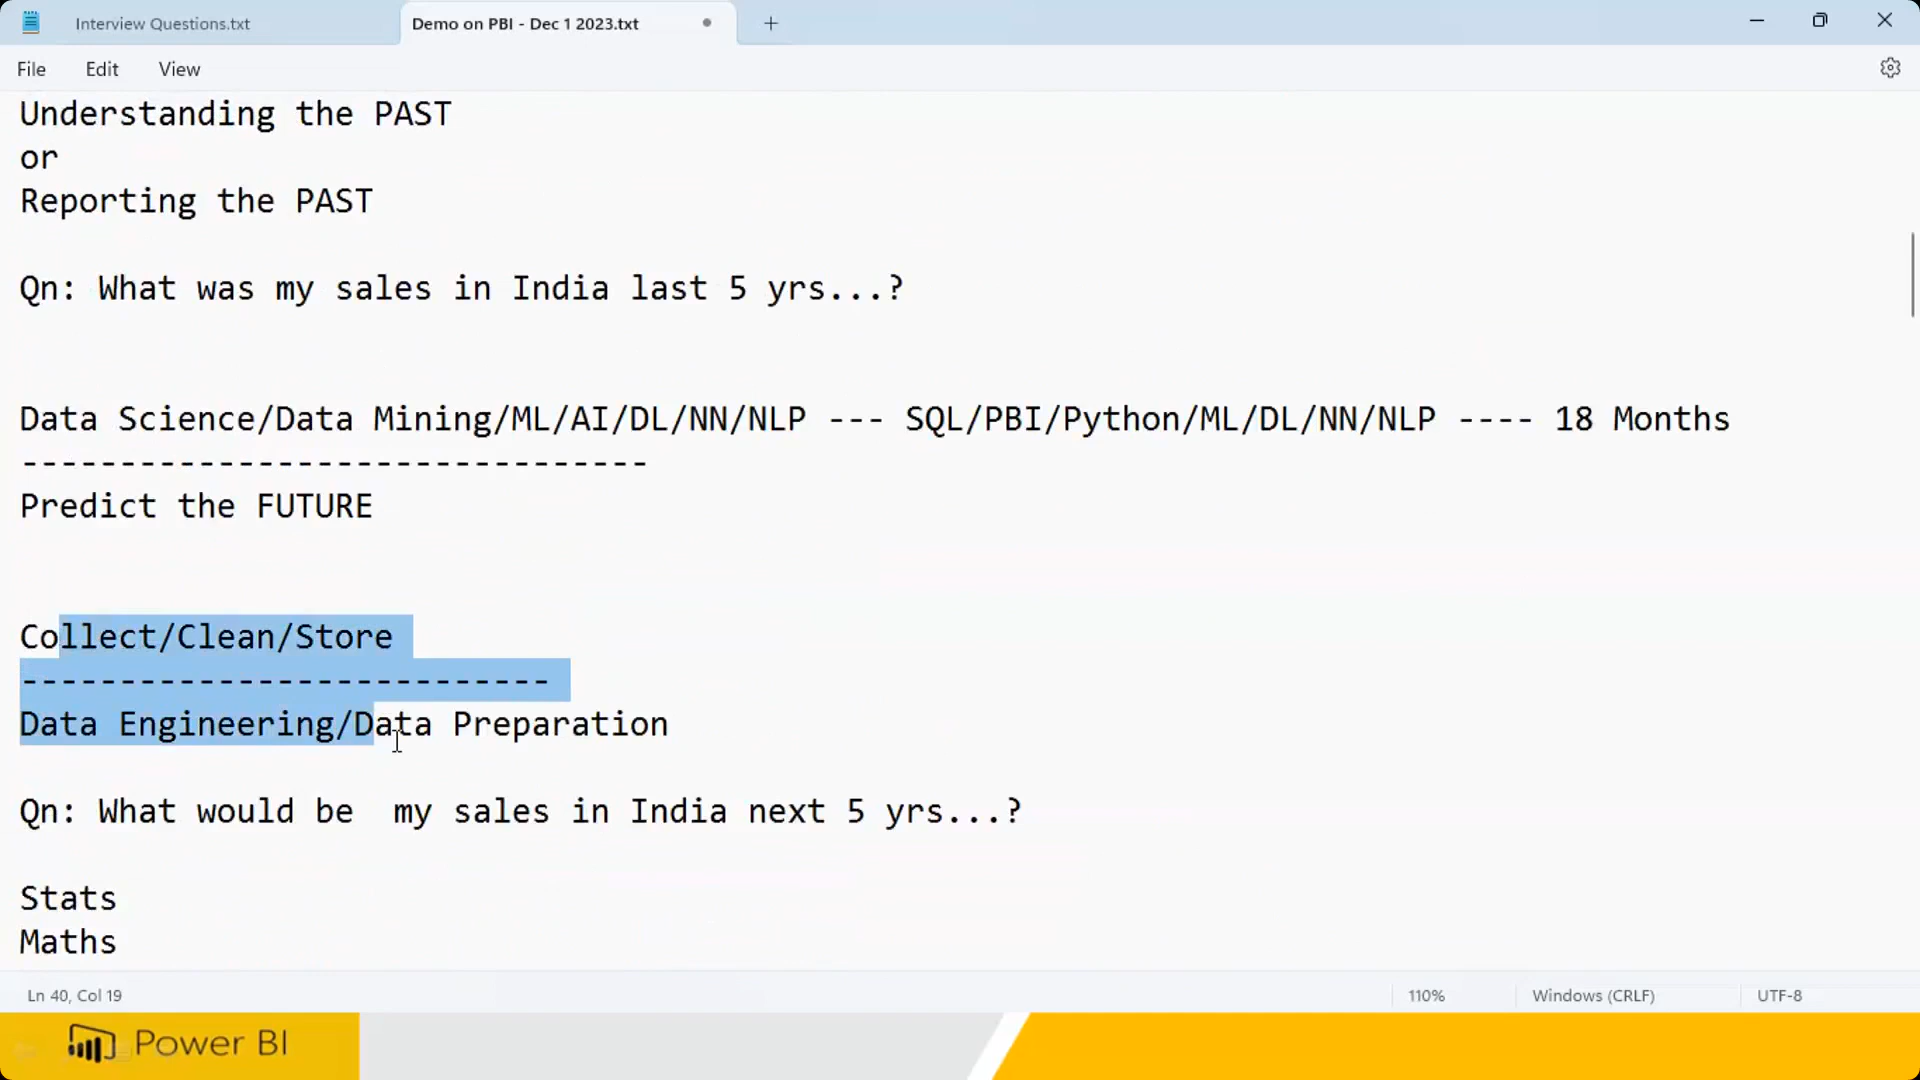 Interview Questions.txt
Demo on PBI - Dec 1 2023.txt
File Edit View
Understanding the PAST
or
Reporting the PAST
Qn: What was my sales in India last 5 yrs...?
Data Science/Data Mining/ML/AI/DL/NN/NLP --- SQL/PBI/Python/ML/DL/NN/NLP ---- 18 Months
--------------------------------
Predict the FUTURE
Collect/Clean/Store
---------------------------
Data Engineering/Data Preparation
Qn: What would be  my sales in India next 5 yrs...?
Stats
Maths
Ln 40, Col 19 110% Windows (CRLF) UTF-8
Power BI